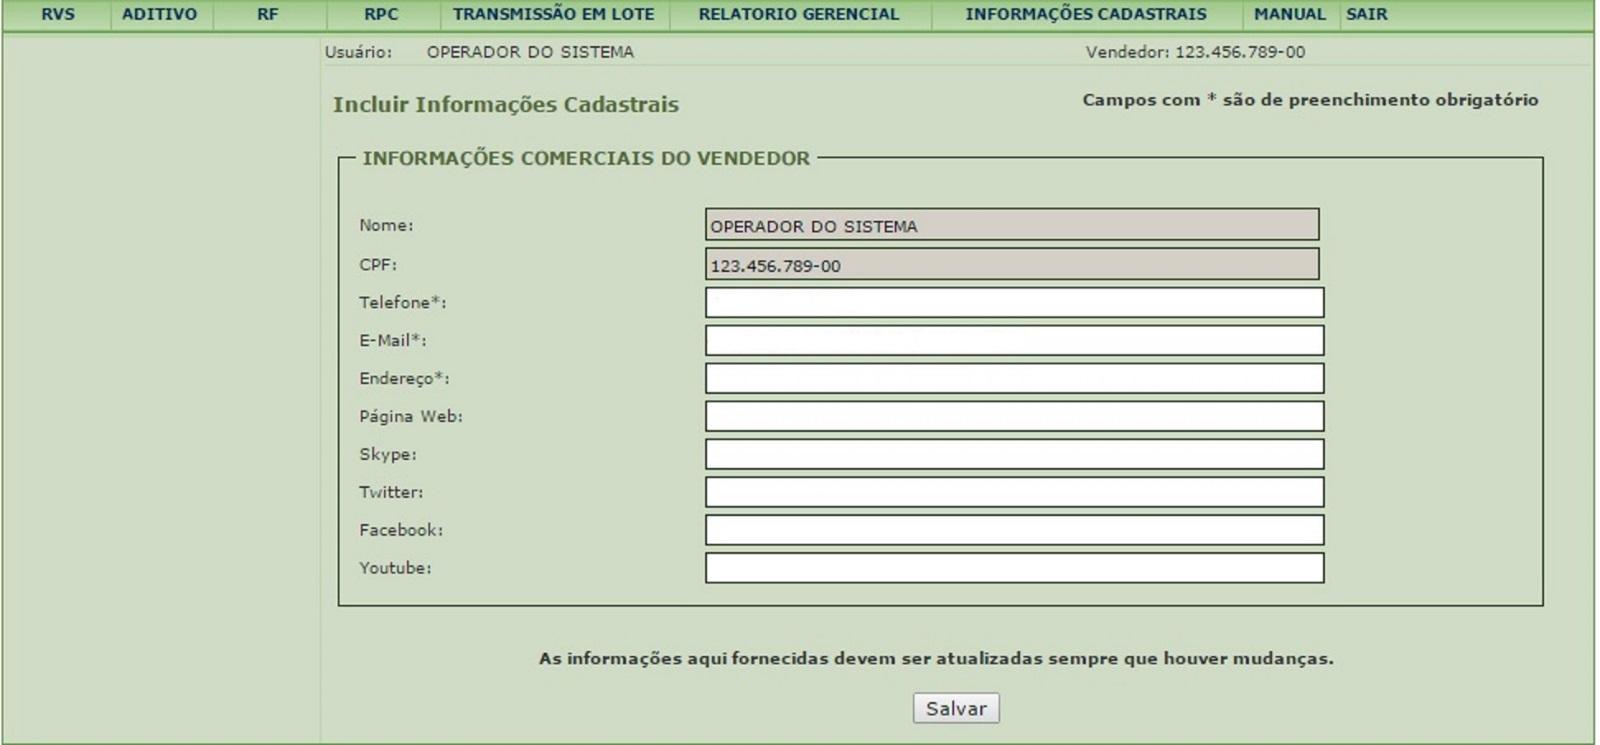 RVS ADITIVO RF RPC TRANSMISSÃO EM LOTE RELATORIO GERENCIAL INFORMAÇÕES CADASTRAIS MANUAL SAIR
Usuário: OPERADOR DO SISTEMA Vendedor: 123.456.789-00
Incluir Informações Cadastrais Campos com * são de preenchimento obrigatório
INFORMAÇÕES COMERCIAIS DO VENDEDOR
Nome: OPERADOR DO SISTEMA
CPF: 123.456.789-00
Telefone*:
E-Mail*:
Endereço*:
Página Web:
Skype:
Twitter:
Facebook:
Youtube:
As informações aqui fornecidas devem ser atualizadas sempre que houver mudanças.
Salvar